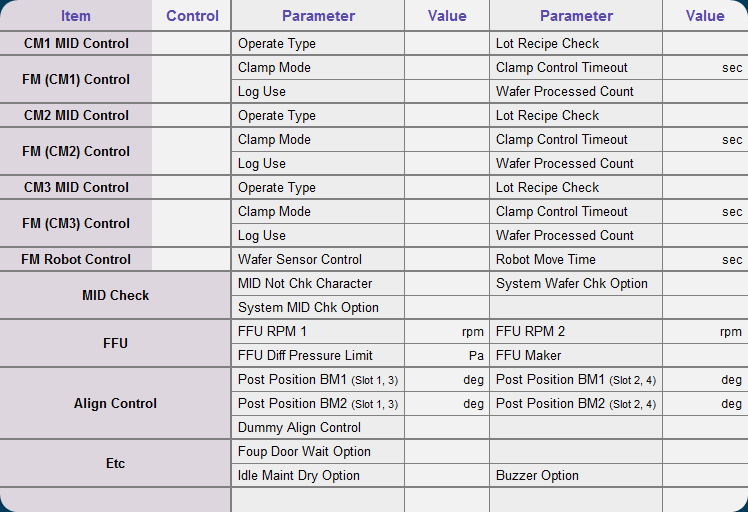 Item Control Parameter Value Parameter Value
CM1 MID Control Operate Type Lot Recipe Check
FM (CM1) Control Clamp Mode Clamp Control Timeout sec
Log Use Wafer Processed Count
CM2 MID Control Operate Type Lot Recipe Check
FM (CM2) Control Clamp Mode Clamp Control Timeout sec
Log Use Wafer Processed Count
CM3 MID Control Operate Type Lot Recipe Check
FM (CM3) Control Clamp Mode Clamp Control Timeout sec
Log Use Wafer Processed Count
FM Robot Control Wafer Sensor Control Robot Move Time sec
MID Check MID Not Chk Character System Wafer Chk Option
System MID Chk Option
FFU FFU RPM 1 rpm FFU RPM 2 rpm
FFU Diff Pressure Limit Pa FFU Maker
Align Control Post Position BM1 (Slot 1, 3) deg Post Position BM1 (Slot 2, 4) deg
Post Position BM2 (Slot 1, 3) deg Post Position BM2 (Slot 2, 4) deg
Dummy Align Control
Etc Foup Door Wait Option
Idle Maint Dry Option Buzzer Option